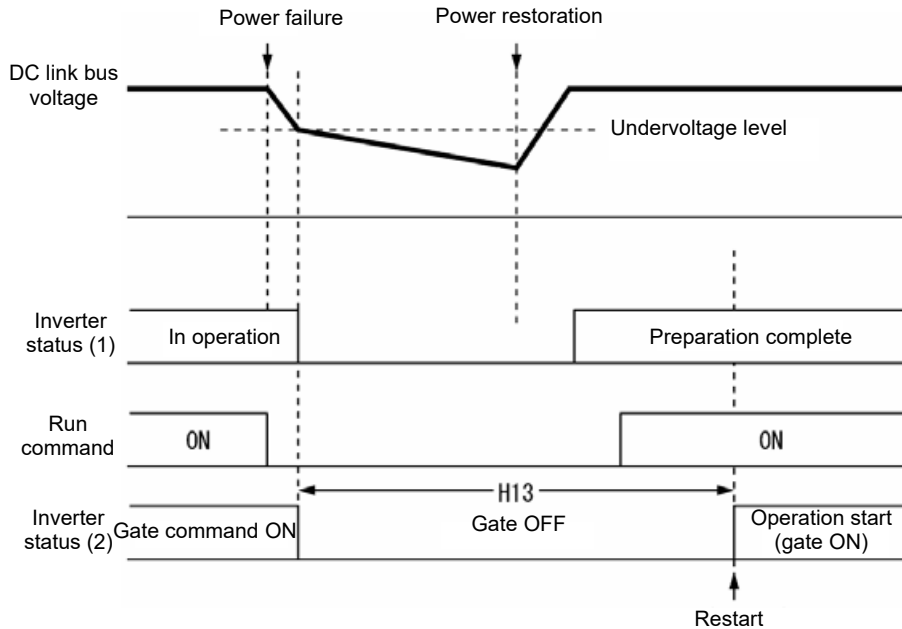 Power failure
Power restoration
DC link bus
voltage
Undervoltage level
Inverter
status (1)
In operation
Preparation complete
Run
command
ON
ON
H13
Inverter
status (2)
Gate command ON
Gate OFF
Operation start
(gate ON)
Restart